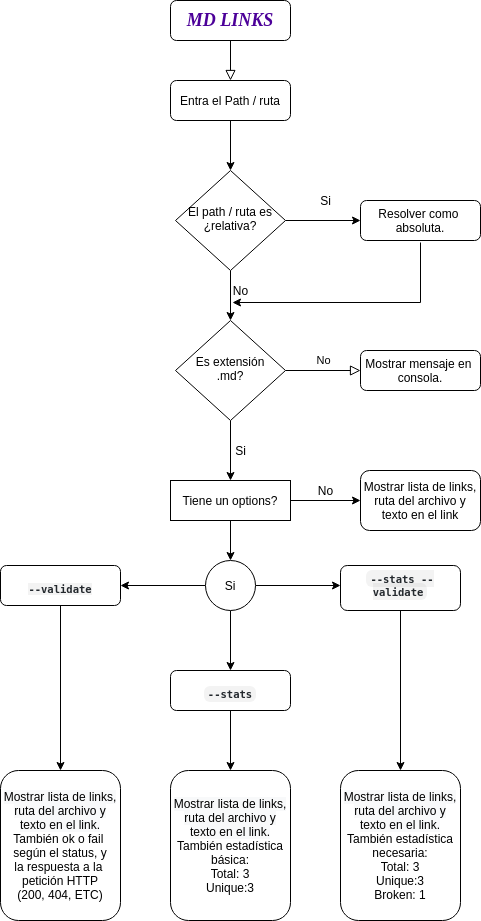 MD LINKS
Entra el Path / ruta
El path / ruta es
¿relativa?
Si
Resolver como
absoluta.
No
Es extensión
.md?
No
Mostrar mensaje en
consola.
Si
Tiene un options?
No
Mostrar lista de links,
ruta del archivo y
texto en el link
Si
--validate
--stats --
validate
--stats
Mostrar lista de links,
ruta del archivo y
texto en el link.
También ok o fail
según el status, y
la respuesta a la
petición HTTP
(200, 404, ETC)
Mostrar lista de links,
ruta del archivo y
texto en el link.
También estadística
básica:
Total: 3
Unique:3
Mostrar lista de links,
ruta del archivo y
texto en el link.
También estadística
necesaria:
Total: 3
Unique:3
Broken: 1